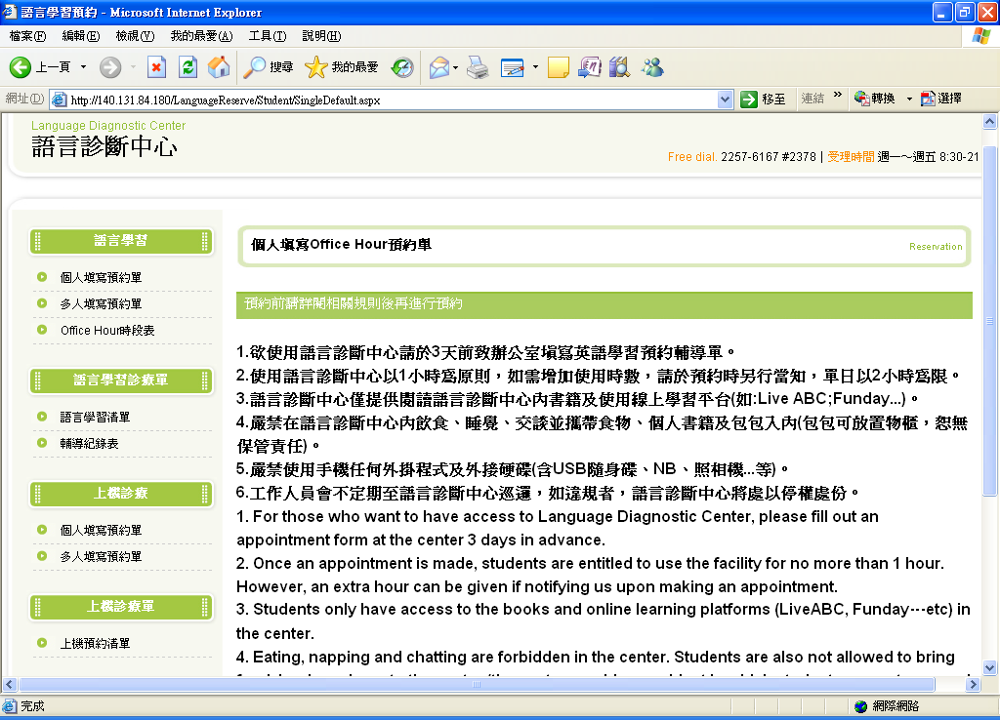 語言學習預約 - Microsoft Internet Explorer
檔案(F) 編輯(E) 檢視(V) 我的最愛(A) 工具(T) 說明(H)
上一頁 搜尋 我的最愛
網址(D) http://140.131.84.180/LanguageReserve/Student/SingleDefault.aspx 移至 連結 » 轉換 選擇
Language Diagnostic Center
語言診斷中心
Free dial. 2257-6167 #2378 | 受理時間 週一～週五 8:30-21
語言學習
個人填寫預約單
多人填寫預約單
Office Hour時段表
語言學習診療單
語言學習清單
輔導紀錄表
上機診療
個人填寫預約單
多人填寫預約單
上機診療單
上機預約清單
個人填寫Office Hour預約單
Reservation
預約前請詳閱相關規則後再進行預約
1.欲使用語言診斷中心請於3天前致辦公室填寫英語學習預約輔導單。
2.使用語言診斷中心以1小時為原則，如需增加使用時數，請於預約時另行當知，單日以2小時為限。
3.語言診斷中心僅提供閱讀語言診斷中心內書籍及使用線上學習平台(如:Live ABC;Funday...)。
4.嚴禁在語言診斷中心內飲食、睡覺、交談並攜帶食物、個人書籍及包包入內(包包可放置物櫃，恕無
保管責任)。
5.嚴禁使用手機任何外掛程式及外接硬碟(含USB隨身碟、NB、照相機...等)。
6.工作人員會不定期至語言診斷中心巡邏，如違規者，語言診斷中心將處以停權處份。
1. For those who want to have access to Language Diagnostic Center, please fill out an
appointment form at the center 3 days in advance.
2. Once an appointment is made, students are entitled to use the facility for no more than 1 hour.
However, an extra hour can be given if notifying us upon making an appointment.
3. Students only have access to the books and online learning platforms (LiveABC, Funday---etc) in
the center.
4. Eating, napping and chatting are forbidden in the center. Students are also not allowed to bring
完成
網際網路